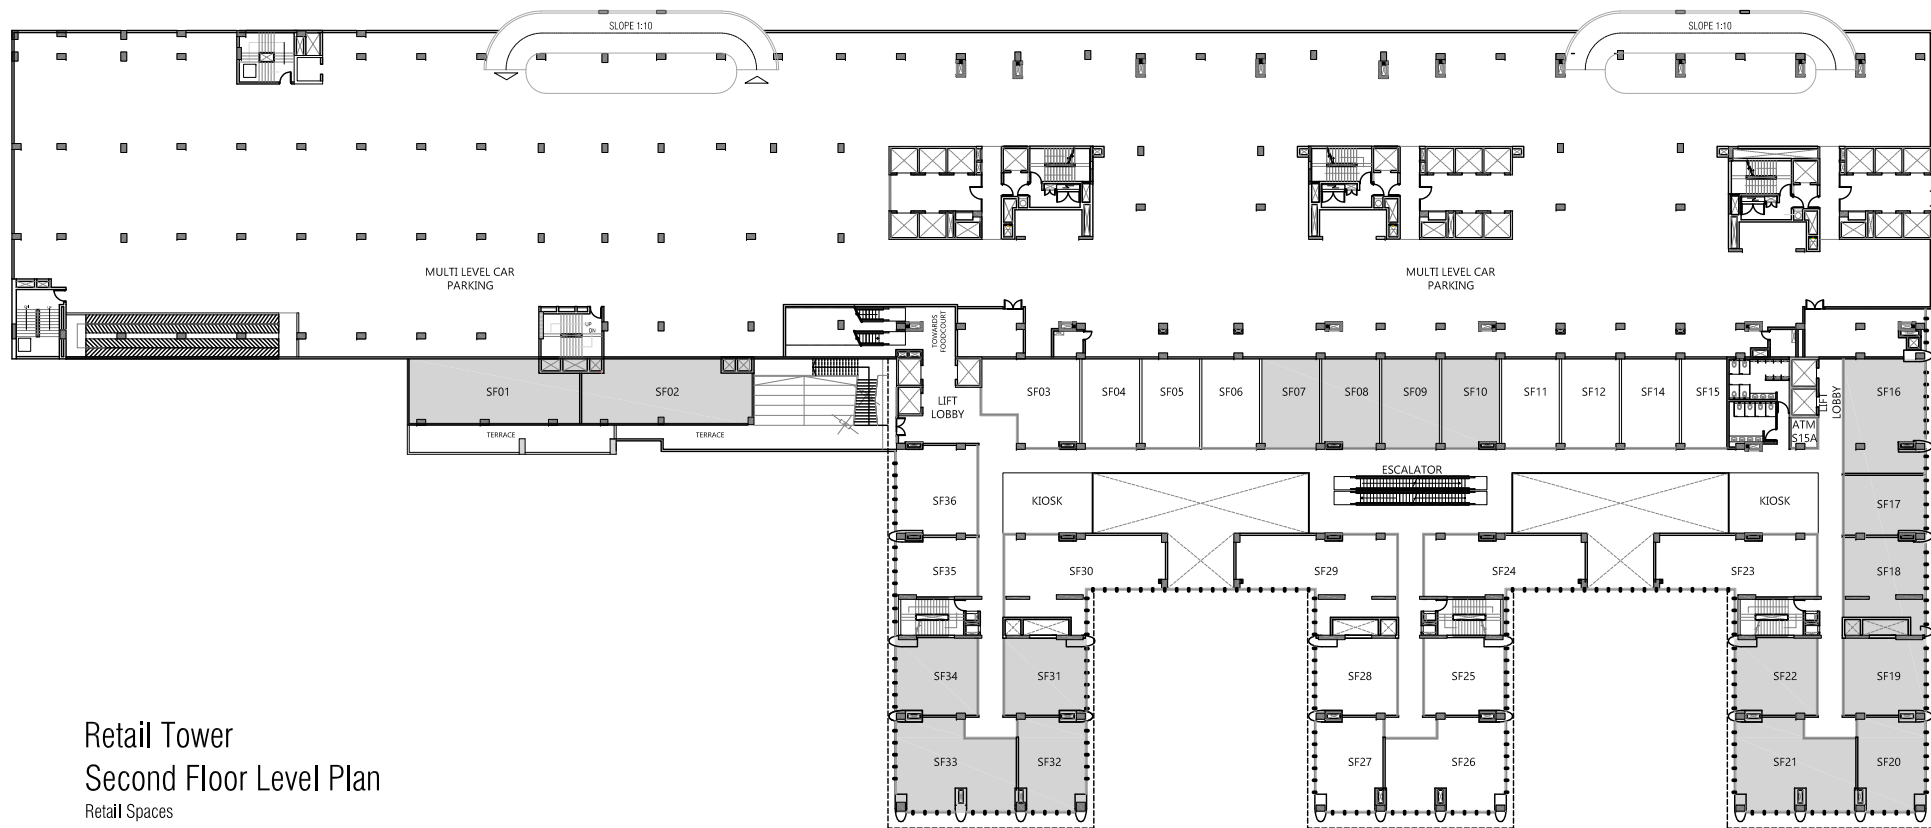 SLOPE 1:10
SLOPE 1:10
MULTI LEVEL CAR
PARKING
MULTI LEVEL CAR
PARKING
UP
DN
TOWARDS
FOODCOURT
SF01
SF02
TERRACE
TERRACE
LIFT
LOBBY
SF03
SF04
SF05
SF06
SF07
SF08
SF09
SF10
SF11
SF12
SF14
SF15
ATM
S15A
LIFT
LOBBY
SF16
ESCALATOR
SF36
KIOSK
KIOSK
SF17
SF35
SF30
SF29
SF24
SF23
SF18
SF34
SF31
SF28
SF25
SF22
SF19
SF33
SF32
SF27
SF26
SF21
SF20
Retail Tower
Second Floor Level Plan
Retail Spaces